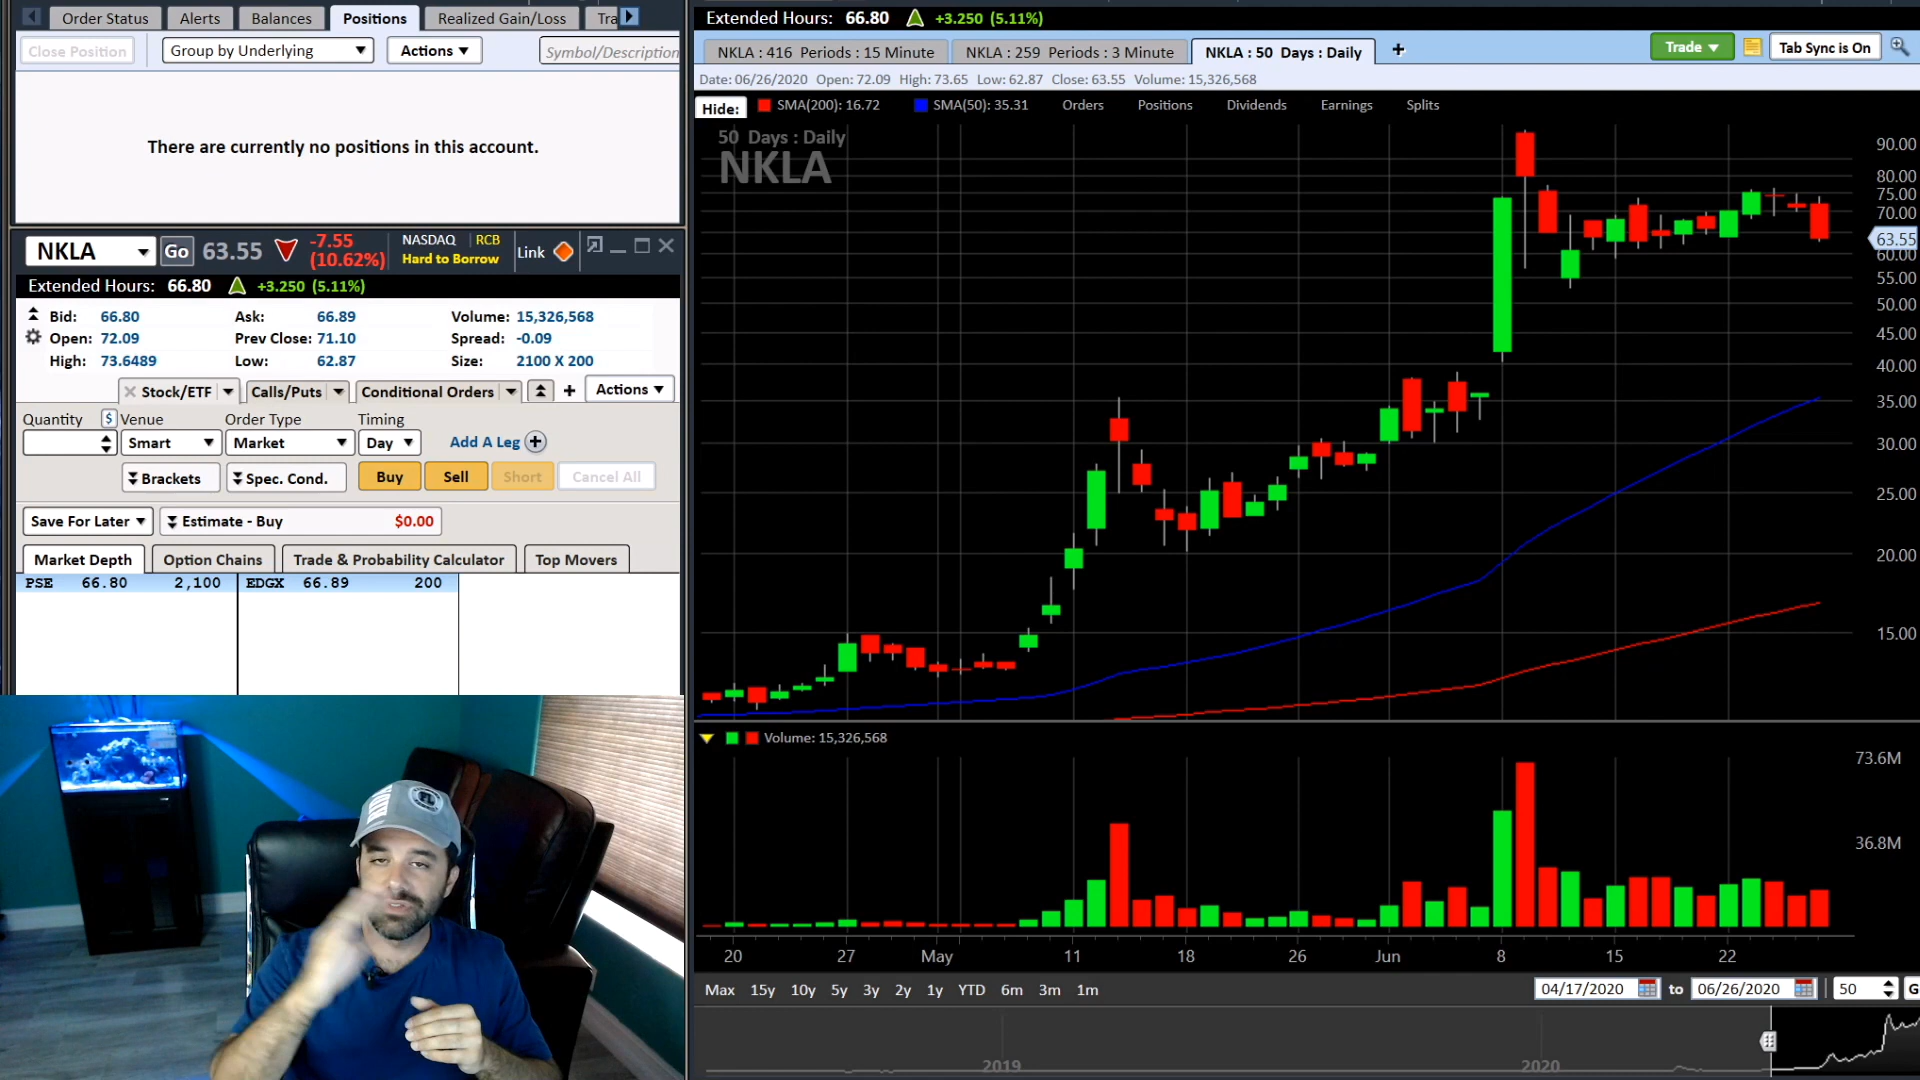 Order Status
Alerts
Balances
Positions
Realized Gain/Loss
Tra
Close Position
Group by Underlying
Actions
Symbol/Description
There are currently no positions in this account.
NKLA
Go
63.55
-7.55
(10.62%)
NASDAQ
RCB
Hard to Borrow
Link
Extended Hours: 66.80 +3.250 (5.11%)
Bid: 66.80 Ask: 66.89 Volume: 15,326,568
Open: 72.09 Prev Close: 71.10 Spread: -0.09
High: 73.6489 Low: 62.87 Size: 2100 X 200
Stock/ETF
Calls/Puts
Conditional Orders
+
Actions
Quantity $ Venue Order Type Timing
Smart
Market
Day
Add A Leg
Brackets
Spec. Cond.
Buy
Sell
Short
Cancel All
Save For Later
Estimate - Buy $0.00
Market Depth
Option Chains
Trade & Probability Calculator
Top Movers
PSE 66.80 2,100 EDGX 66.89 200
Extended Hours: 66.80 +3.250 (5.11%)
NKLA : 416 Periods : 15 Minute
NKLA : 259 Periods : 3 Minute
NKLA : 50 Days : Daily
+
Trade
Tab Sync is On
Date: 06/26/2020 Open: 72.09 High: 73.65 Low: 62.87 Close: 63.55 Volume: 15,326,568
Hide: SMA(200): 16.72 SMA(50): 35.31 Orders Positions Dividends Earnings Splits
50 Days : Daily
NKLA
90.00
80.00
75.00
70.00
63.55
60.00
55.00
50.00
45.00
40.00
35.00
30.00
25.00
20.00
15.00
Volume: 15,326,568
73.6M
36.8M
20 27 May 11 18 26 Jun 8 15 22
Max 15y 10y 5y 3y 2y 1y YTD 6m 3m 1m
04/17/2020 to 06/26/2020 50 G
2019 2020